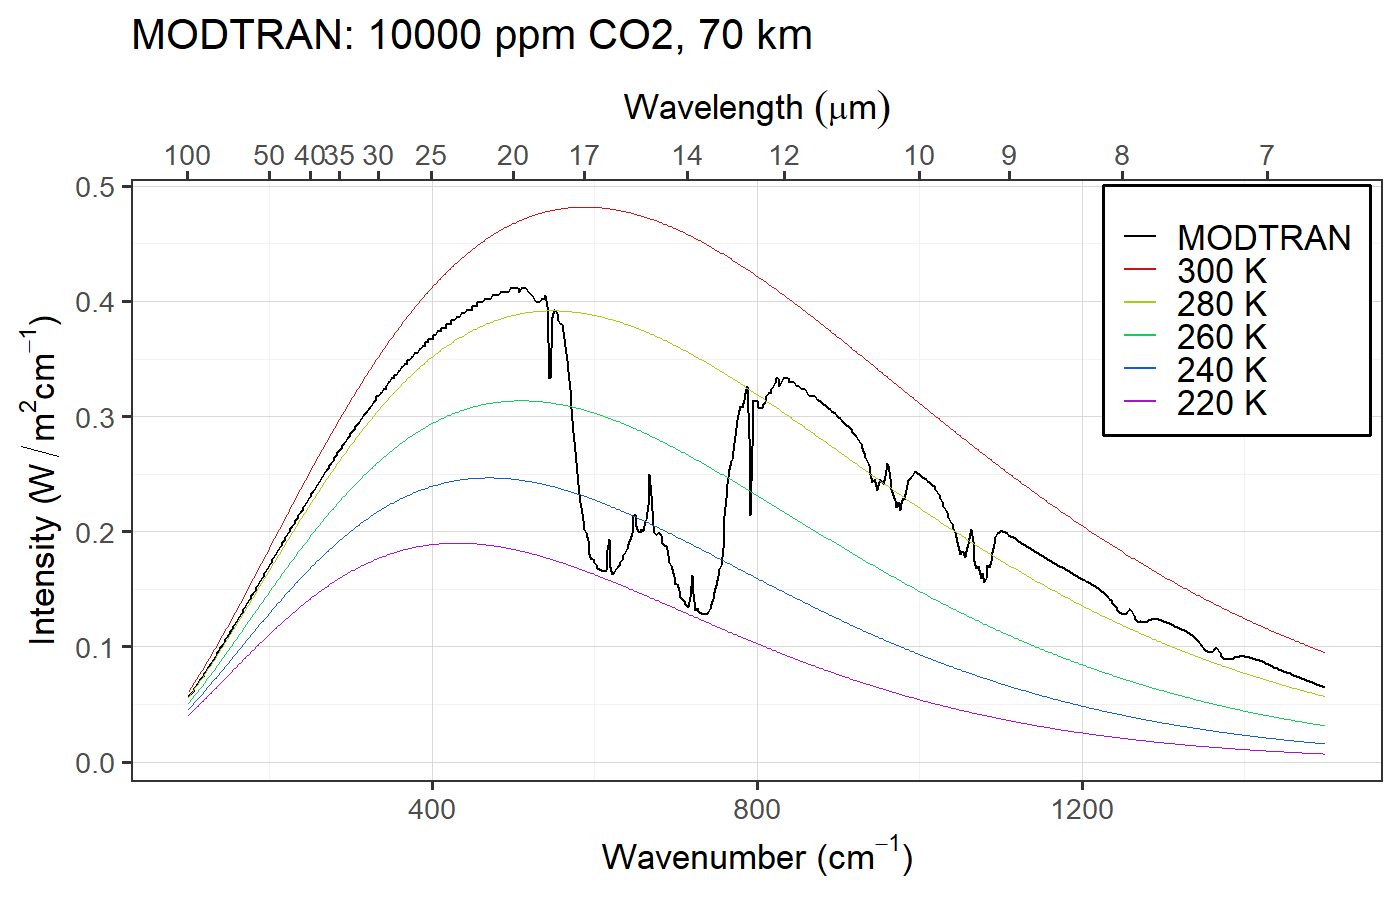 MODTRAN: 10000 ppm CO2, 70 km
Wavelength (μm)
100 50 40 35 30 25 20 17 14 12 10 9 8 7
0.5
0.4
0.3
0.2
0.1
0.0
Intensity (W / m²cm⁻¹)
MODTRAN
300 K
280 K
260 K
240 K
220 K
400 800 1200
Wavenumber (cm⁻¹)